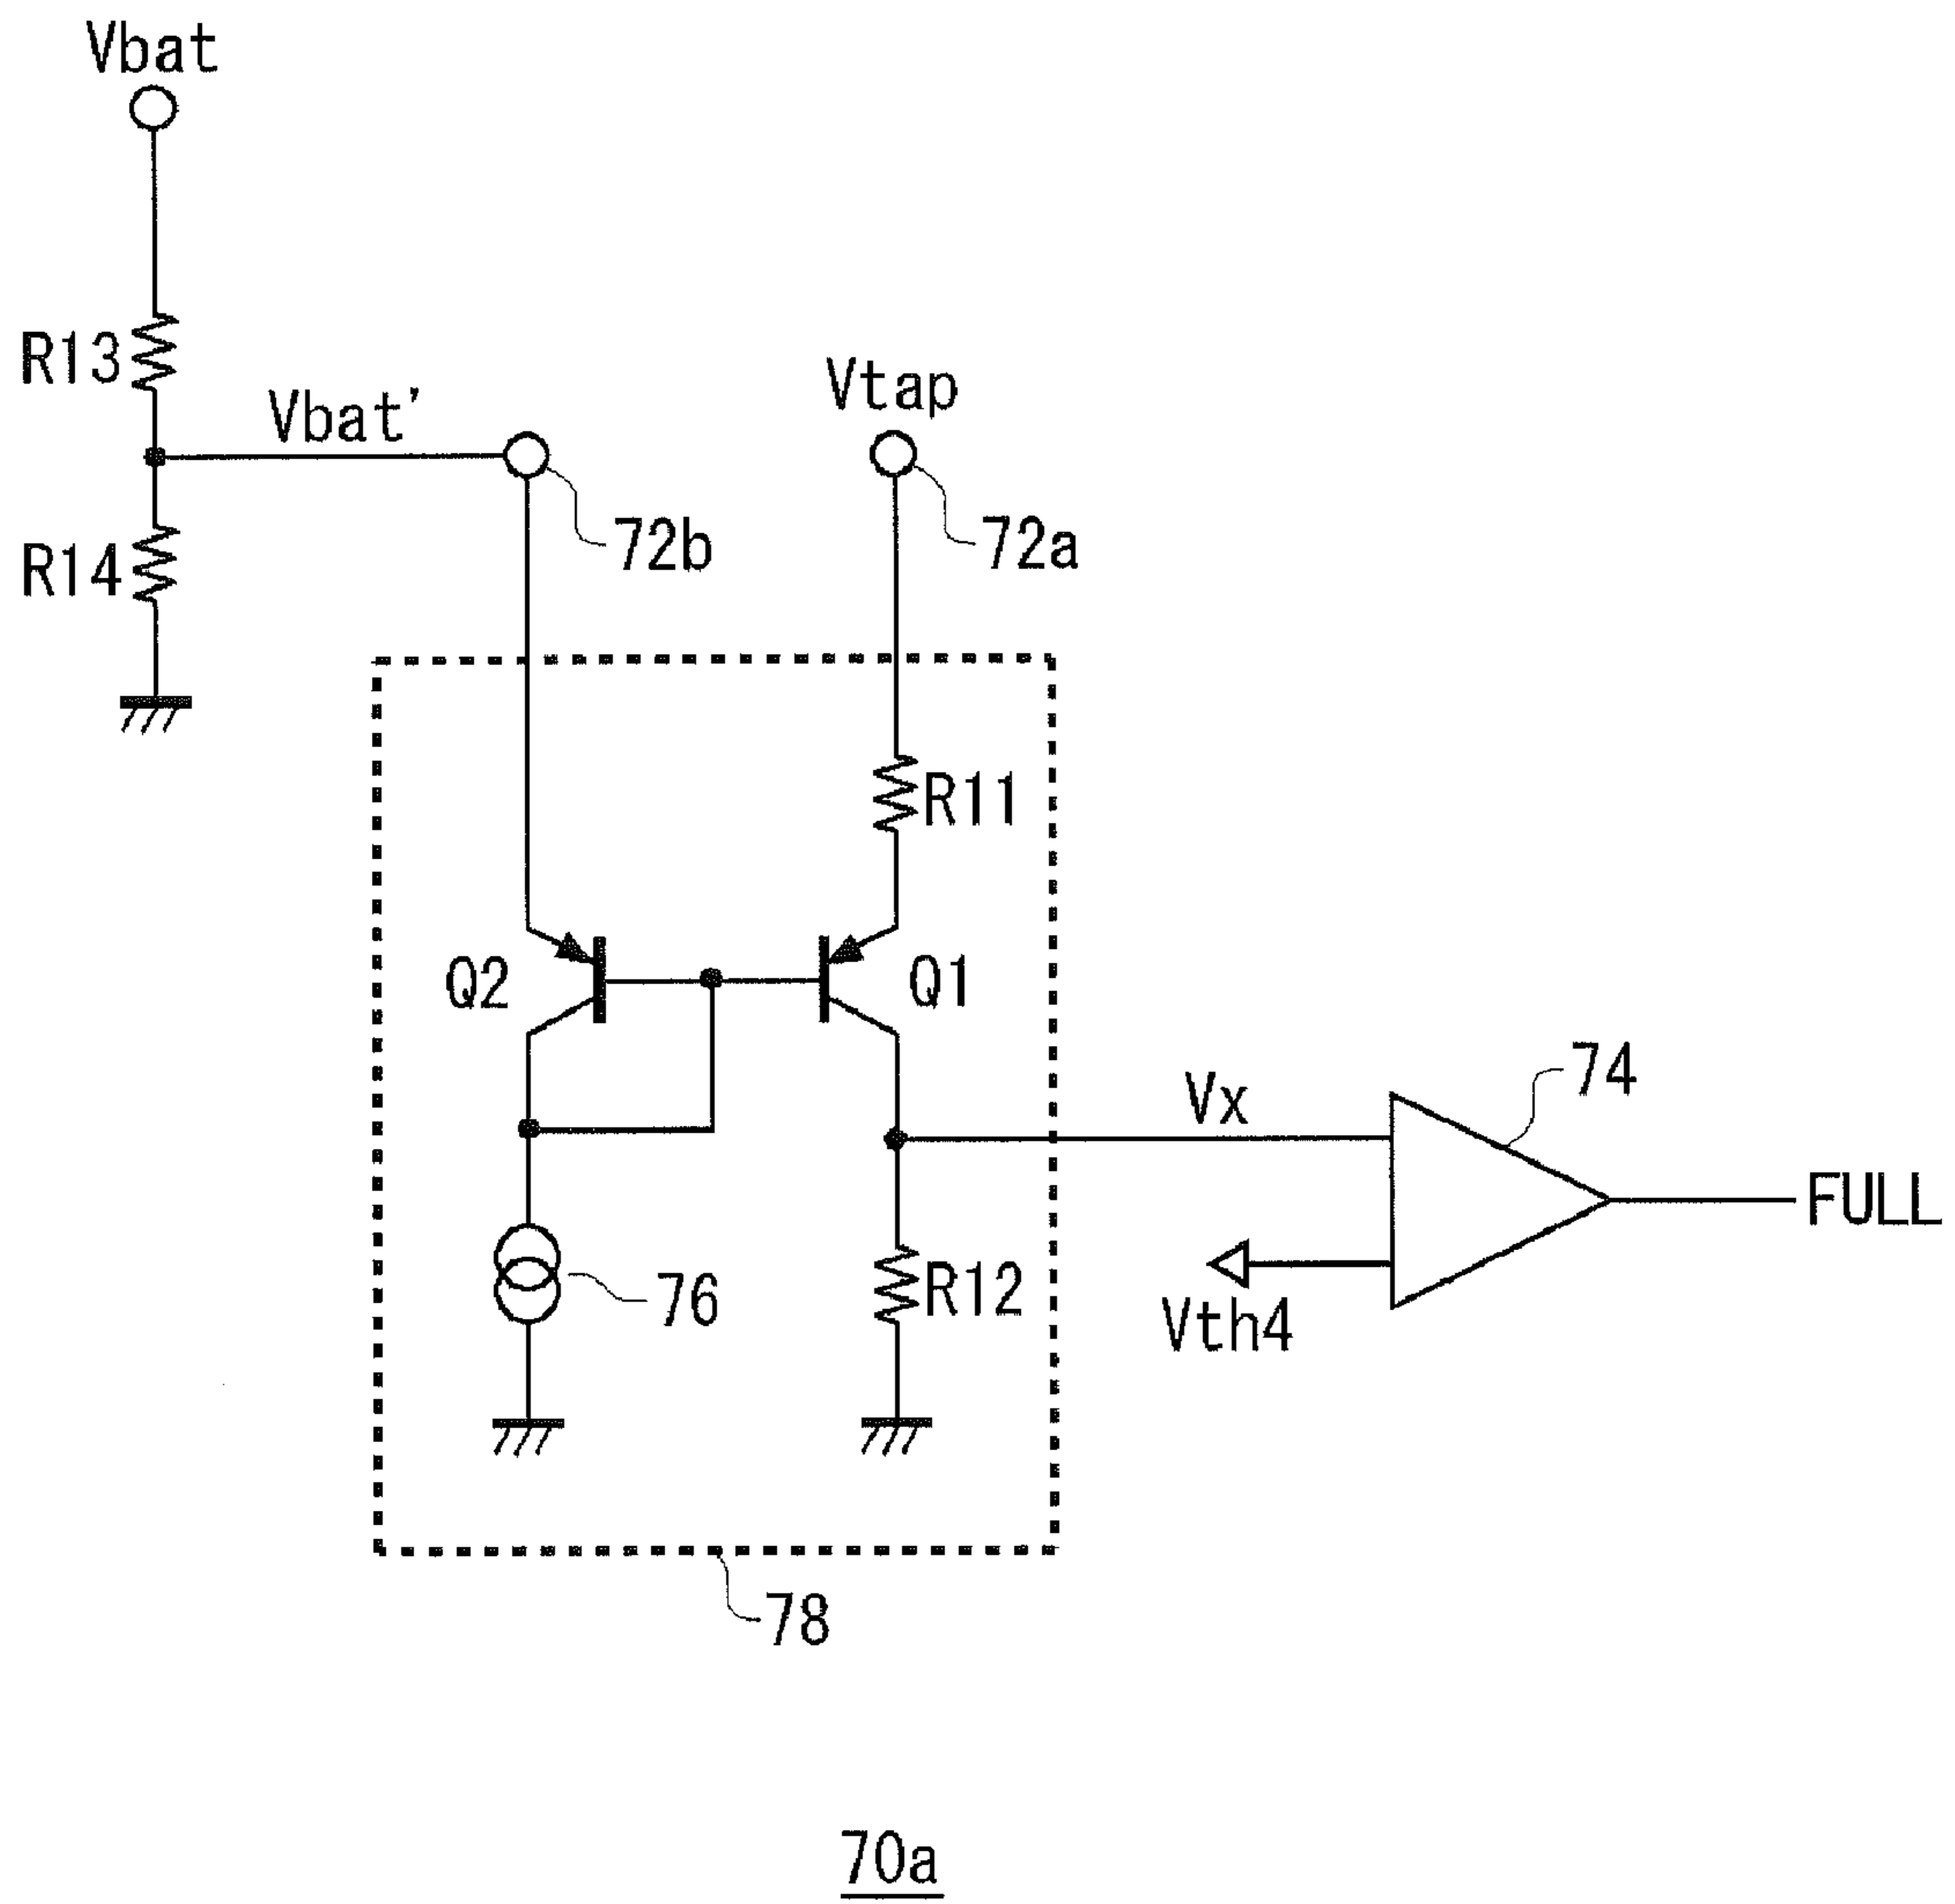 Vbat
R13
Vbat'
Vtap
72b
72a
R14
R11
Q2
Q1
Vx
74
FULL
76
R12
Vth4
78
70a